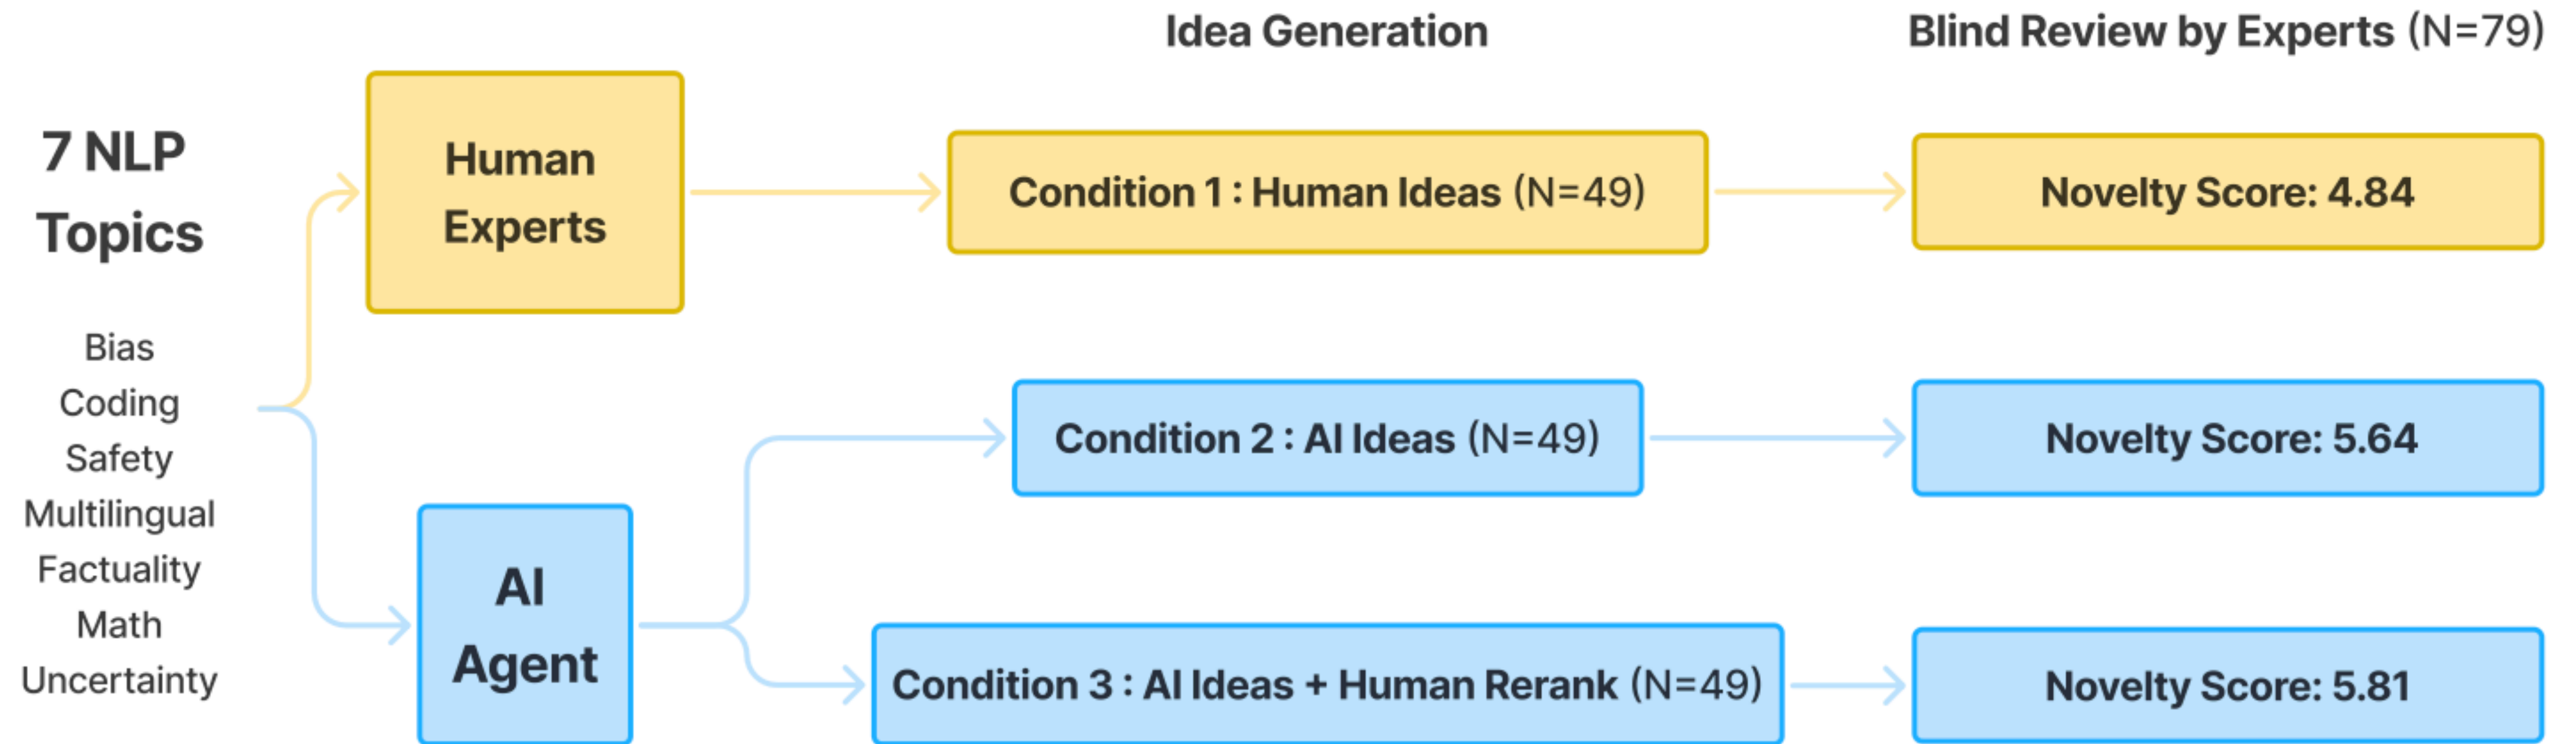 Idea Generation
Blind Review by Experts (N=79)
7 NLP
Topics
Bias
Coding
Safety
Multilingual
Factuality
Math
Uncertainty
Human
Experts
Condition 1 : Human Ideas (N=49)
Novelty Score: 4.84
AI
Agent
Condition 2 : AI Ideas (N=49)
Novelty Score: 5.64
Condition 3 : AI Ideas + Human Rerank (N=49)
Novelty Score: 5.81